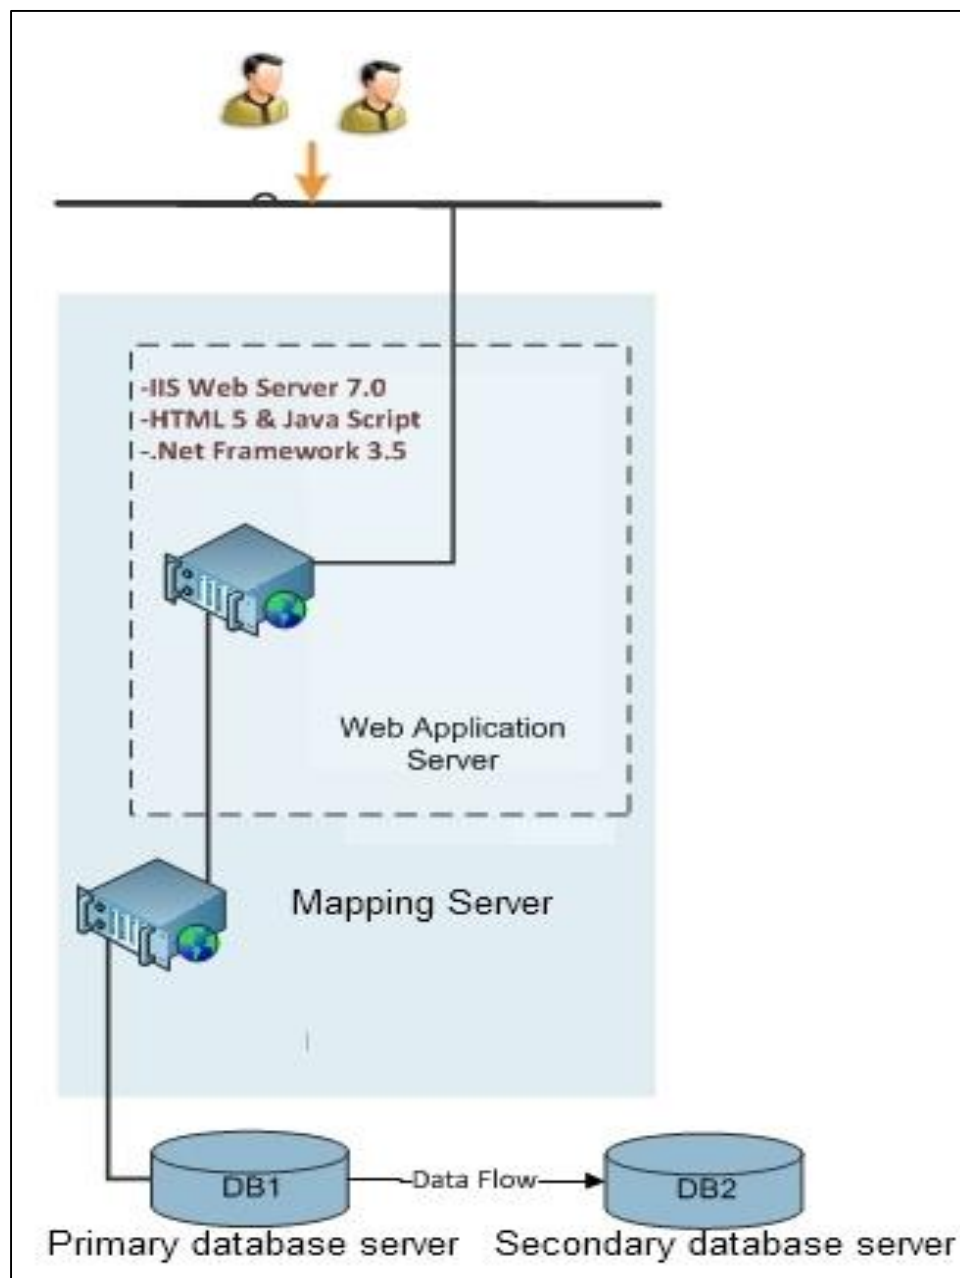 -IIS Web Server 7.0
-HTML 5 & Java Script
-.Net Framework 3.5
Web Application
Server
Mapping Server
DB1
Data Flow
DB2
Primary database server
Secondary database server